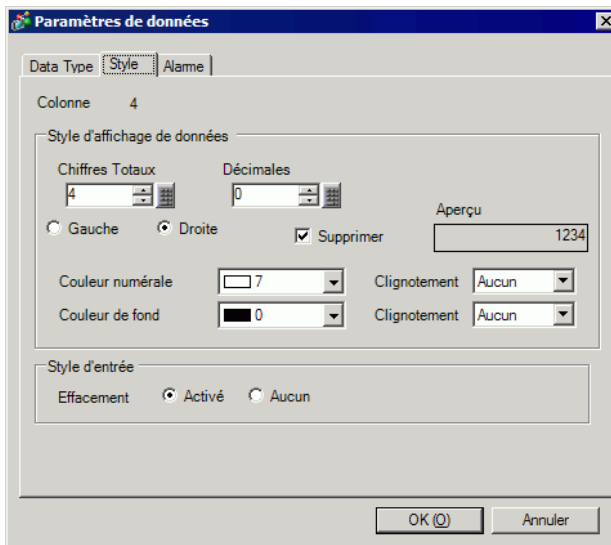 Paramètres de données
Data Type Style Alarme
Colonne 4
Style d'affichage de données
Chiffres Totaux Décimales
4 0
Aperçu
Gauche Droite Supprimer 1234
Couleur numérale 7 Clignotement Aucun
Couleur de fond 0 Clignotement Aucun
Style d'entrée
Effacement Activé Aucun
OK (O) Annuler